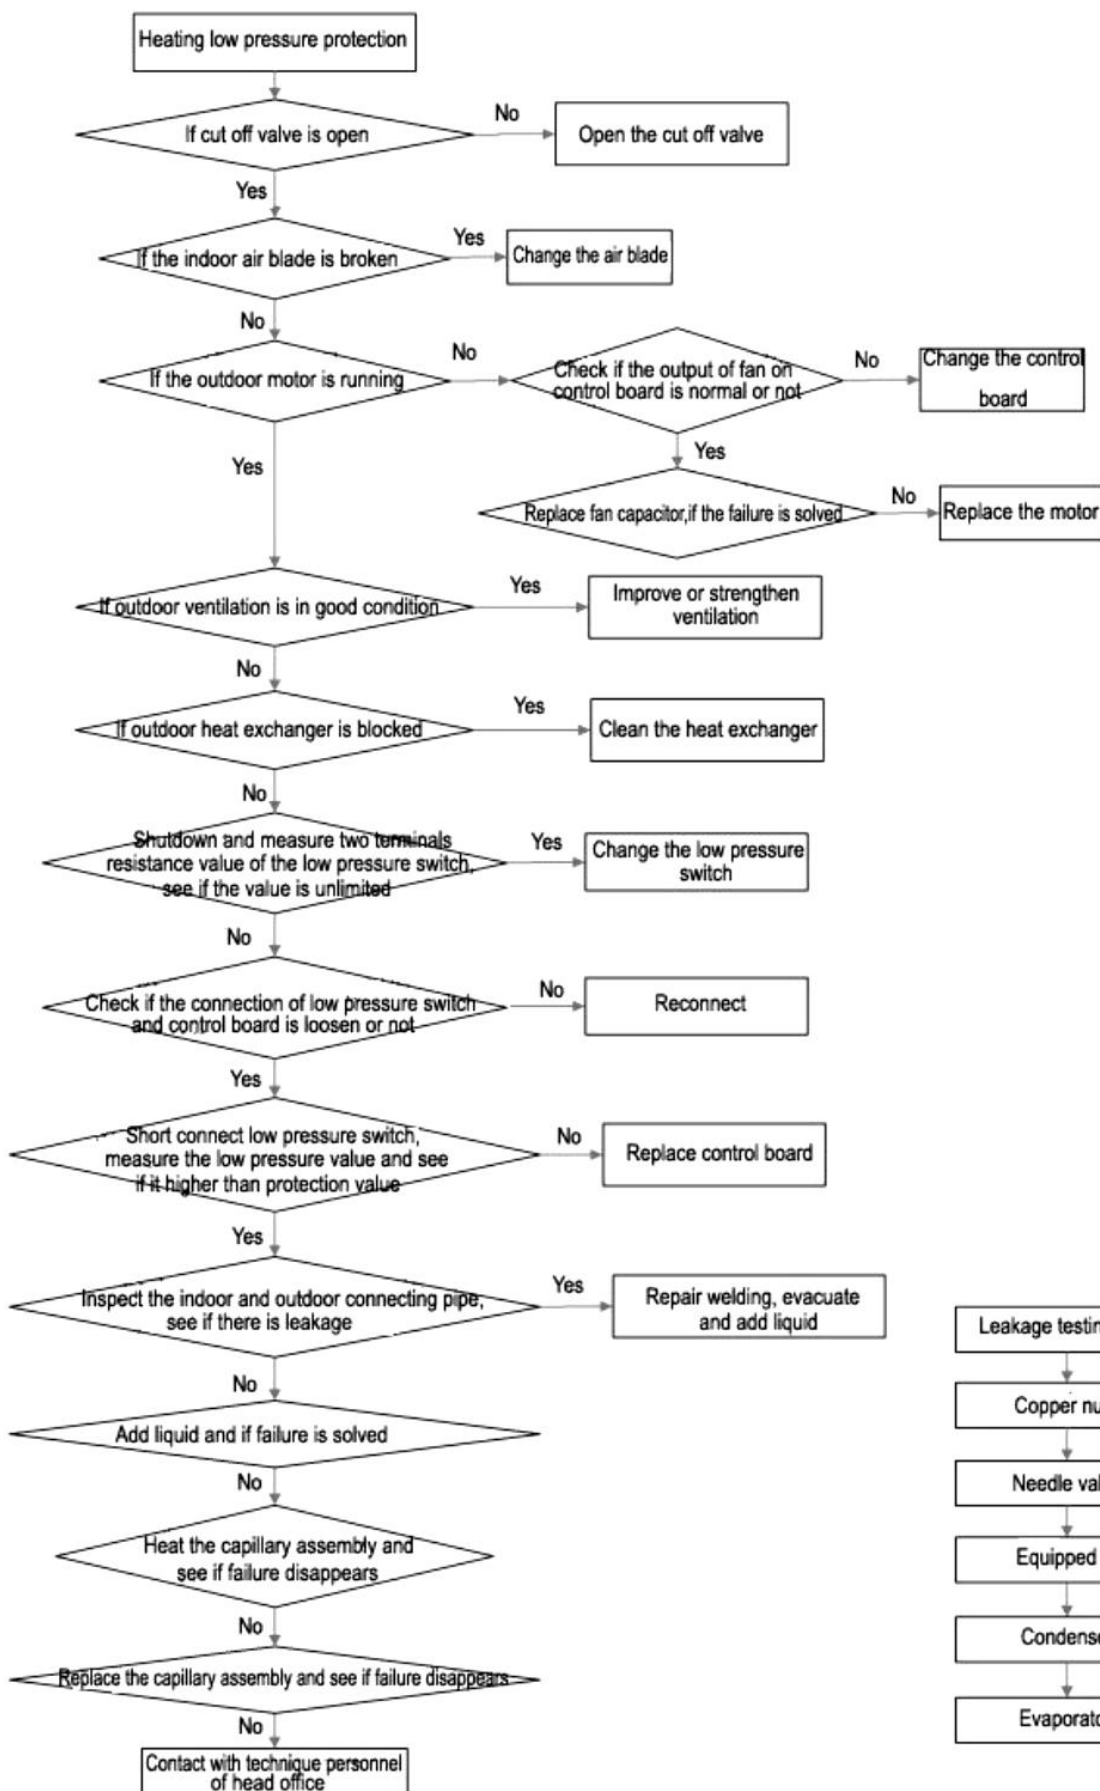 Heating low pressure protection
If cut off valve is open
No
Open the cut off valve
Yes
If the indoor air blade is broken
Yes
Change the air blade
No
If the outdoor motor is running
No
Check if the output of fan on
control board is normal or not
No
Change the control
board
Yes
Yes
Replace fan capacitor,if the failure is solved
No
Replace the motor
If outdoor ventilation is in good condition
Yes
Improve or strengthen
ventilation
No
If outdoor heat exchanger is blocked
Yes
Clean the heat exchanger
No
Shutdown and measure two terminals
resistance value of the low pressure switch,
see if the value is unlimited
Yes
Change the low pressure
switch
No
Check if the connection of low pressure switch
and control board is loosen or not
No
Reconnect
Yes
Short connect low pressure switch,
measure the low pressure value and see
if it higher than protection value
No
Replace control board
Yes
Inspect the indoor and outdoor connecting pipe,
see if there is leakage
Yes
Repair welding, evacuate
and add liquid
No
Add liquid and if failure is solved
No
Heat the capillary assembly and
see if failure disappears
No
Replace the capillary assembly and see if failure disappears
No
Contact with technique personnel
of head office
Leakage
Copper
Needle
Equipped